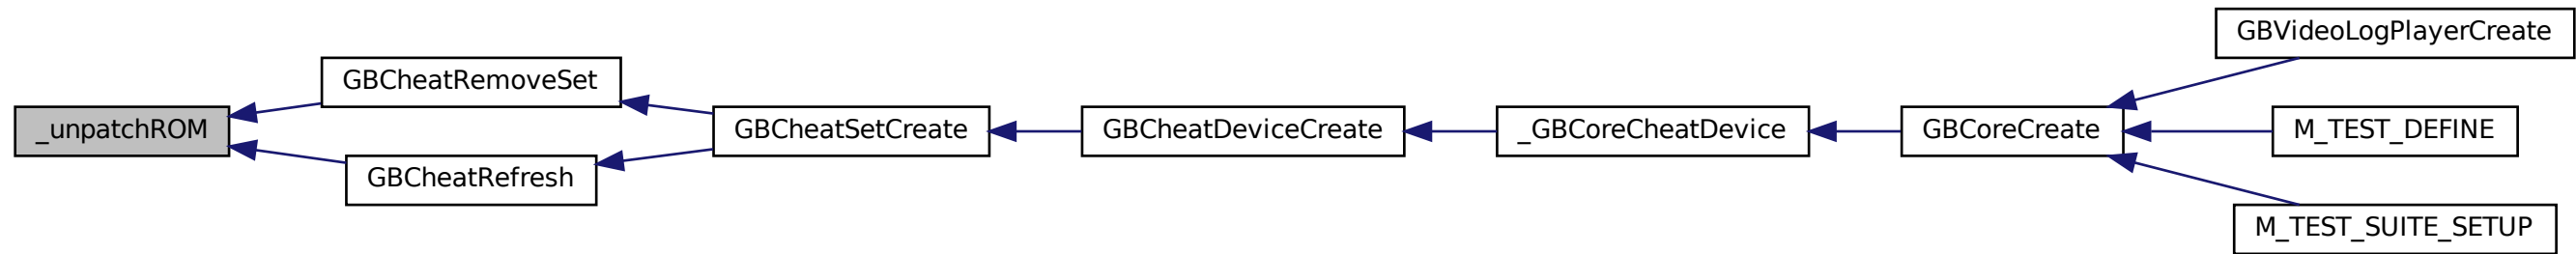 _unpatchROM
GBCheatRemoveSet
GBCheatRefresh
GBCheatSetCreate
GBCheatDeviceCreate
_GBCoreCheatDevice
GBCoreCreate
GBVideoLogPlayerCreate
M_TEST_DEFINE
M_TEST_SUITE_SETUP